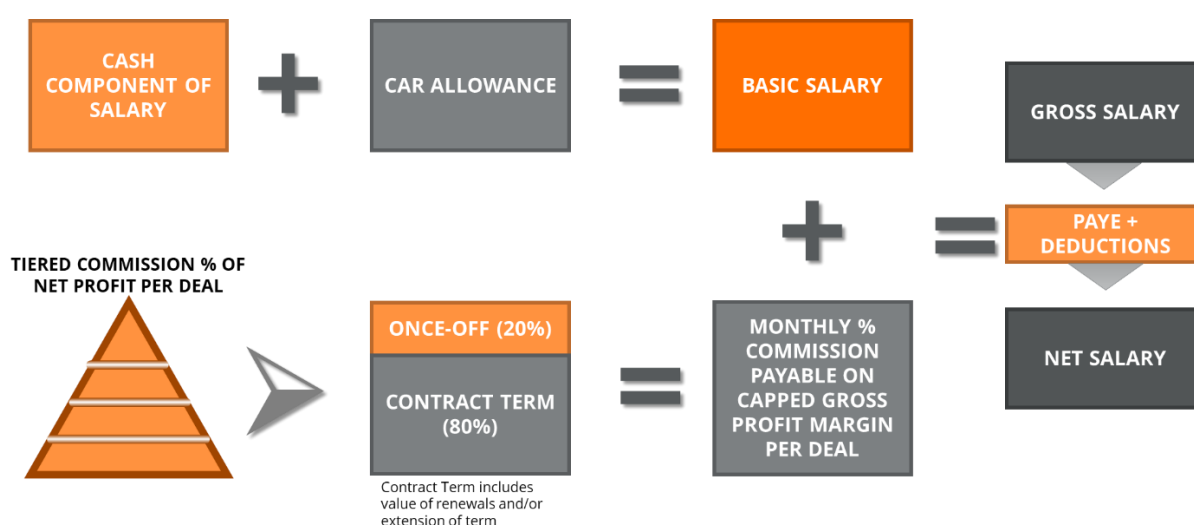 CASH
COMPONENT OF
SALARY
CAR ALLOWANCE
BASIC SALARY
GROSS SALARY
PAYE +
DEDUCTIONS
NET SALARY
TIERED COMMISSION % OF
NET PROFIT PER DEAL
ONCE-OFF (20%)
CONTRACT TERM
(80%)
Contract Term includes
value of renewals and/or
extension of term
MONTHLY %
COMMISSION
PAYABLE ON
CAPPED GROSS
PROFIT MARGIN
PER DEAL